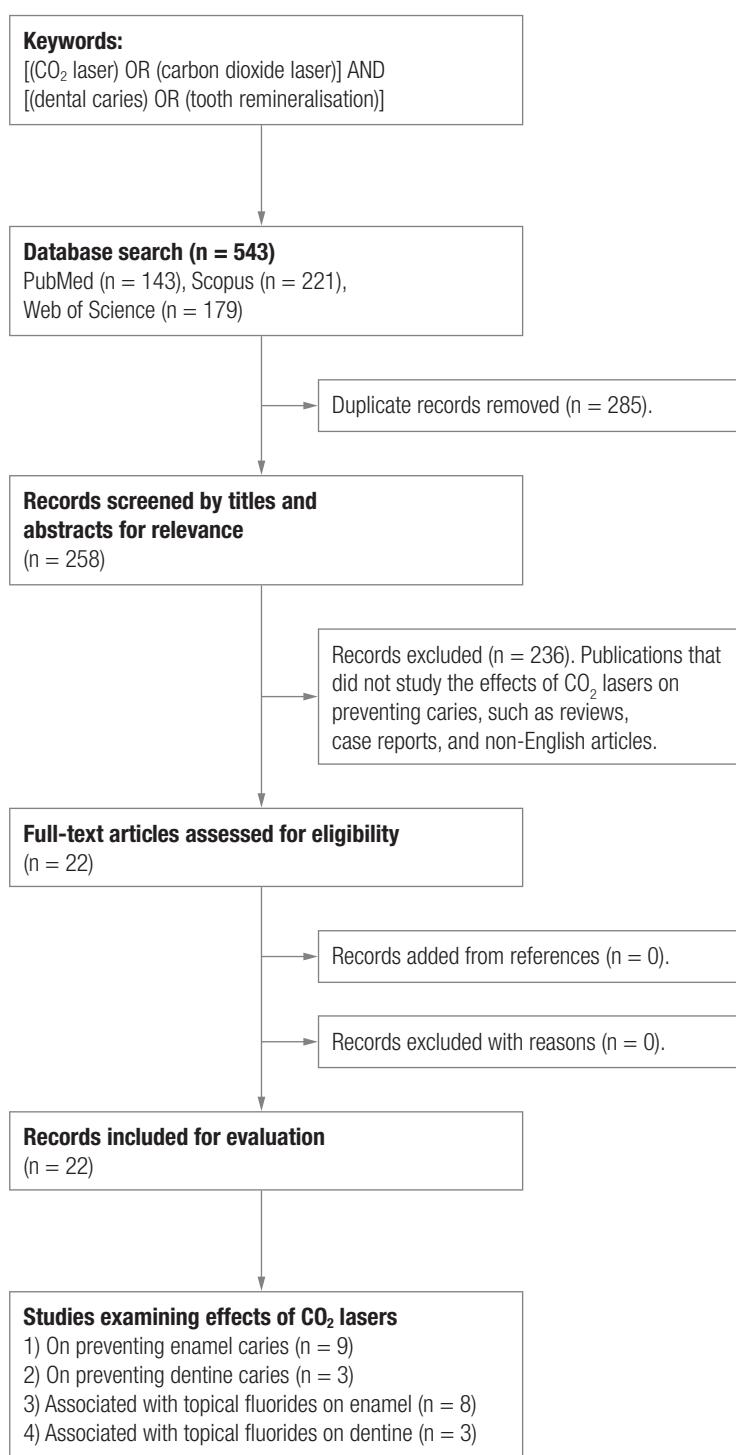 Keywords:
[(CO₂ laser) OR (carbon dioxide laser)] AND
[(dental caries) OR (tooth remineralisation)]
Database search (n = 543)
PubMed (n = 143), Scopus (n = 221),
Web of Science (n = 179)
Duplicate records removed (n = 285).
Records screened by titles and
abstracts for relevance
(n = 258)
Records excluded (n = 236). Publications that
did not study the effects of CO₂ lasers on
preventing caries, such as reviews,
case reports, and non-English articles.
Full-text articles assessed for eligibility
(n = 22)
Records added from references (n = 0).
Records excluded with reasons (n = 0).
Records included for evaluation
(n = 22)
Studies examining effects of CO₂ lasers
1) On preventing enamel caries (n = 9)
2) On preventing dentine caries (n = 3)
3) Associated with topical fluorides on enamel (n = 8)
4) Associated with topical fluorides on dentine (n = 3)